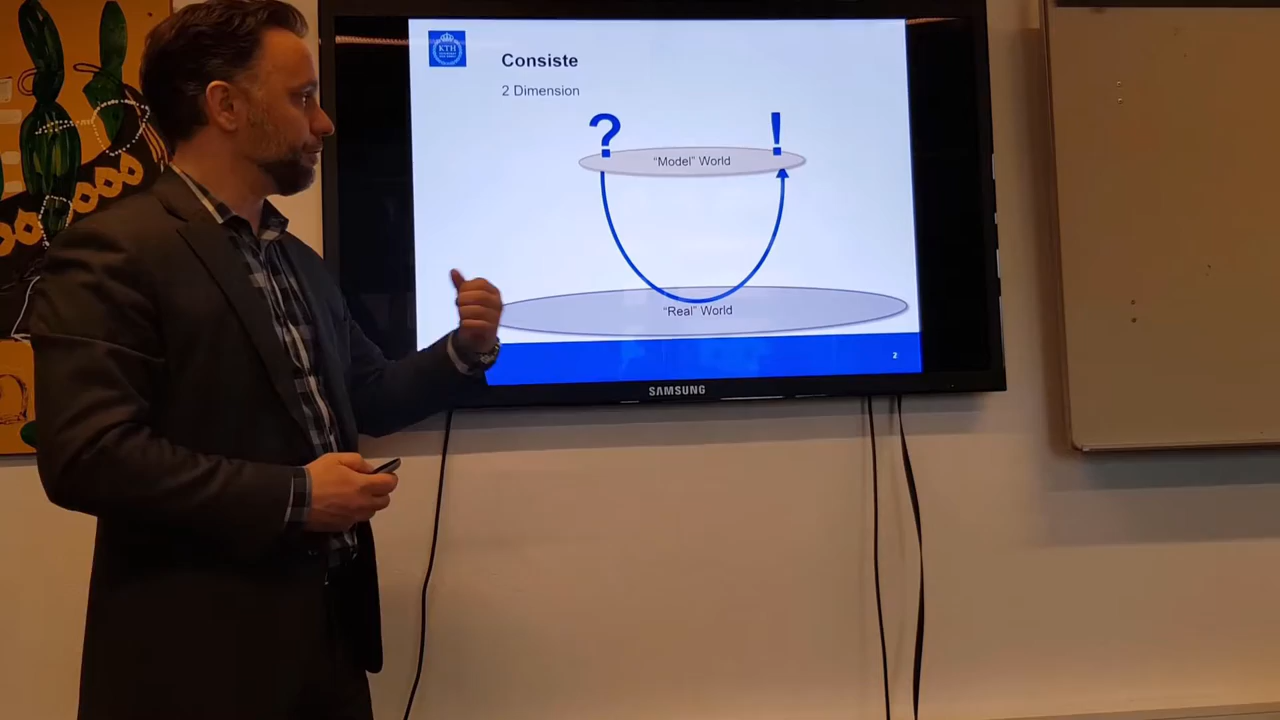 KTH
Consiste
2 Dimension
? !
“Model” World
“Real” World
2
SAMSUNG